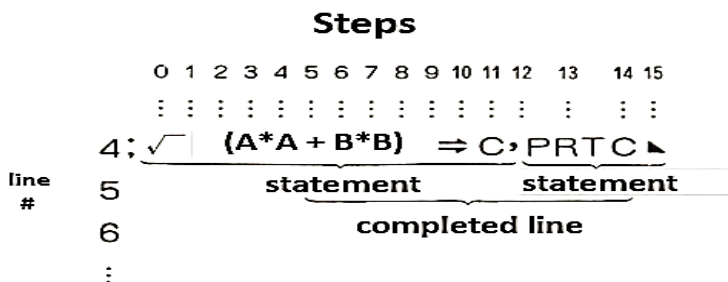 Steps
0 1 2 3 4 5 6 7 8 9 10 11 12 13 14 15
4: √ (A*A + B*B) ⇒ C, PRT C ◣
line
#
5
statement statement
6
completed line